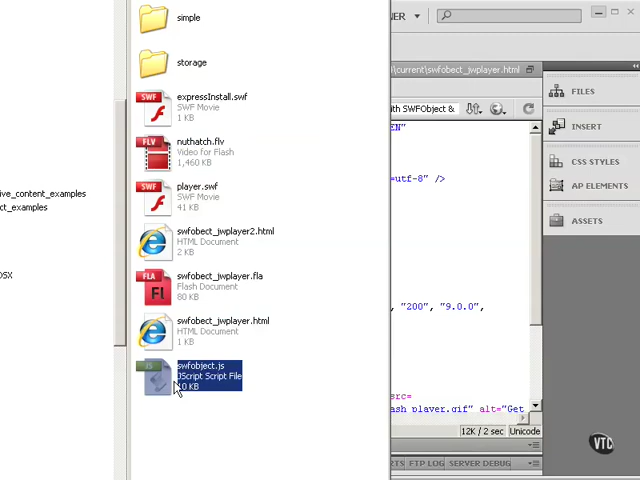 simple
storage
SWF
expressInstall.swf
SWF Movie
1 KB
FLV
nuthatch.flv
Video for Flash
1,460 KB
SWF
player.swf
SWF Movie
41 KB
swfobect_jwplayer2.html
HTML Document
2 KB
FLA
Fl
swfobect_jwplayer.fla
Flash Document
80 KB
swfobect_jwplayer.html
HTML Document
1 KB
JS
swfobject.js
JScript Script File
10 KB
ive_content_examples
ct_examples
OSX
NER
\current\swfobect_jwplayer.html
with SWFObject &
EN"
=utf-8" />
, "200", "9.0.0",
src=
ash_player.gif" alt="Get
12K / 2 sec
Unicode
RTS
FTP LOG
SERVER DEBUG
FILES
INSERT
CSS STYLES
AP ELEMENTS
ASSETS
VTC